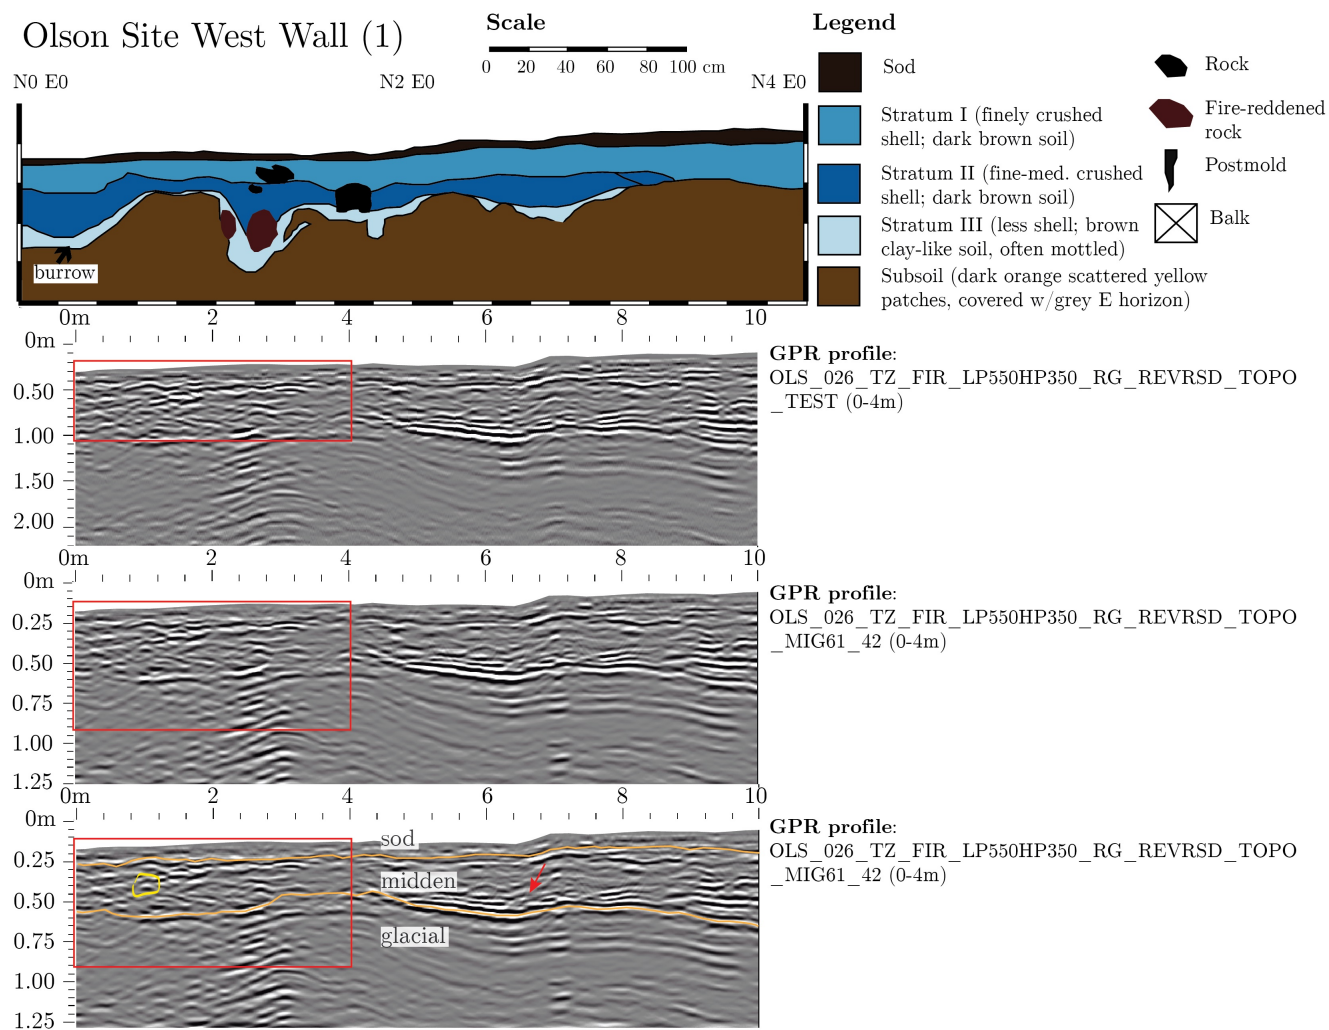 Olson Site West Wall (1)
Scale
0 20 40 60 80 100 cm
Legend
N0 E0 N2 E0 N4 E0
Sod
Stratum I (finely crushed
shell; dark brown soil)
Stratum II (fine-med. crushed
shell; dark brown soil)
Stratum III (less shell; brown
clay-like soil, often mottled)
Subsoil (dark orange scattered yellow
patches, covered w/grey E horizon)
Rock
Fire-reddened
rock
Postmold
Balk
burrow
0m 2 4 6 8 10
0m
0.50
1.00
1.50
2.00
GPR profile:
OLS_026_TZ_FIR_LP550HP350_RG_REVRSD_TOPO
_TEST (0-4m)
0m 2 4 6 8 10
0m
0.25
0.50
0.75
1.00
1.25
GPR profile:
OLS_026_TZ_FIR_LP550HP350_RG_REVRSD_TOPO
_MIG61_42 (0-4m)
0m 2 4 6 8 10
0m
0.25
0.50
0.75
1.00
1.25
sod
midden
glacial
GPR profile:
OLS_026_TZ_FIR_LP550HP350_RG_REVRSD_TOPO
_MIG61_42 (0-4m)